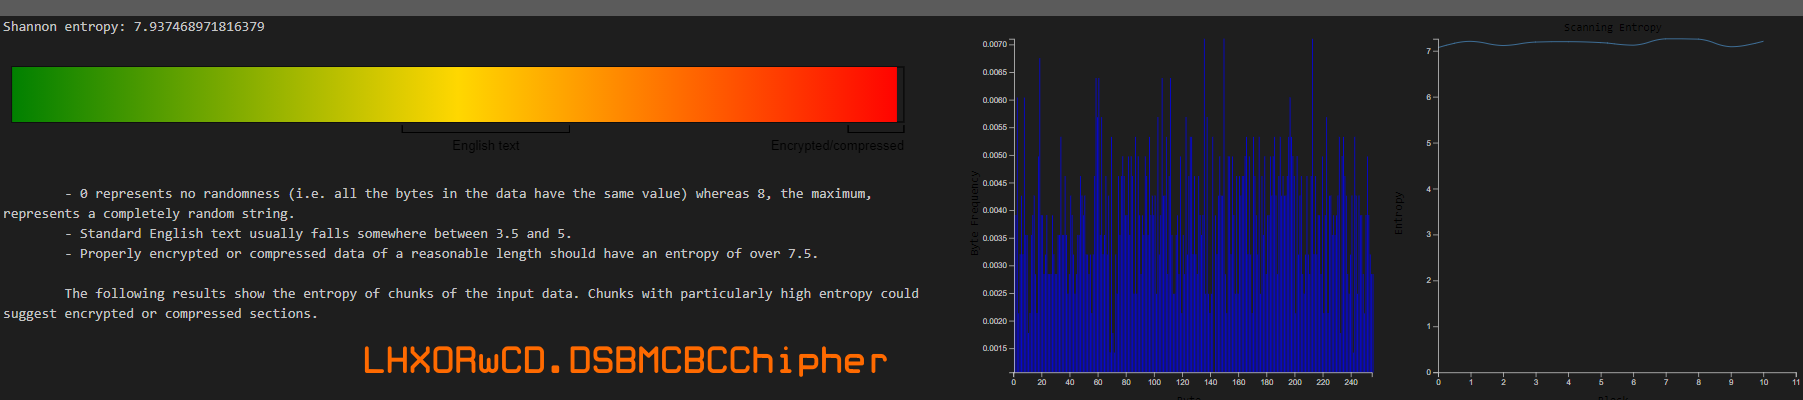 Shannon entropy: 7.937468971816379
English text
Encrypted/compressed
- 0 represents no randomness (i.e. all the bytes in the data have the same value) whereas 8, the maximum,
represents a completely random string.
- Standard English text usually falls somewhere between 3.5 and 5.
- Properly encrypted or compressed data of a reasonable length should have an entropy of over 7.5.
The following results show the entropy of chunks of the input data. Chunks with particularly high entropy could
suggest encrypted or compressed sections.
LHXORwCD.DSBMCBCChipher
Byte Frequency
0.0070
0.0065
0.0060
0.0055
0.0050
0.0045
0.0040
0.0035
0.0030
0.0025
0.0020
0.0015
0 20 40 60 80 100 120 140 160 180 200 220 240
Scanning Entropy
Entropy
7
6
5
4
3
2
1
0
0 1 2 3 4 5 6 7 8 9 10 11